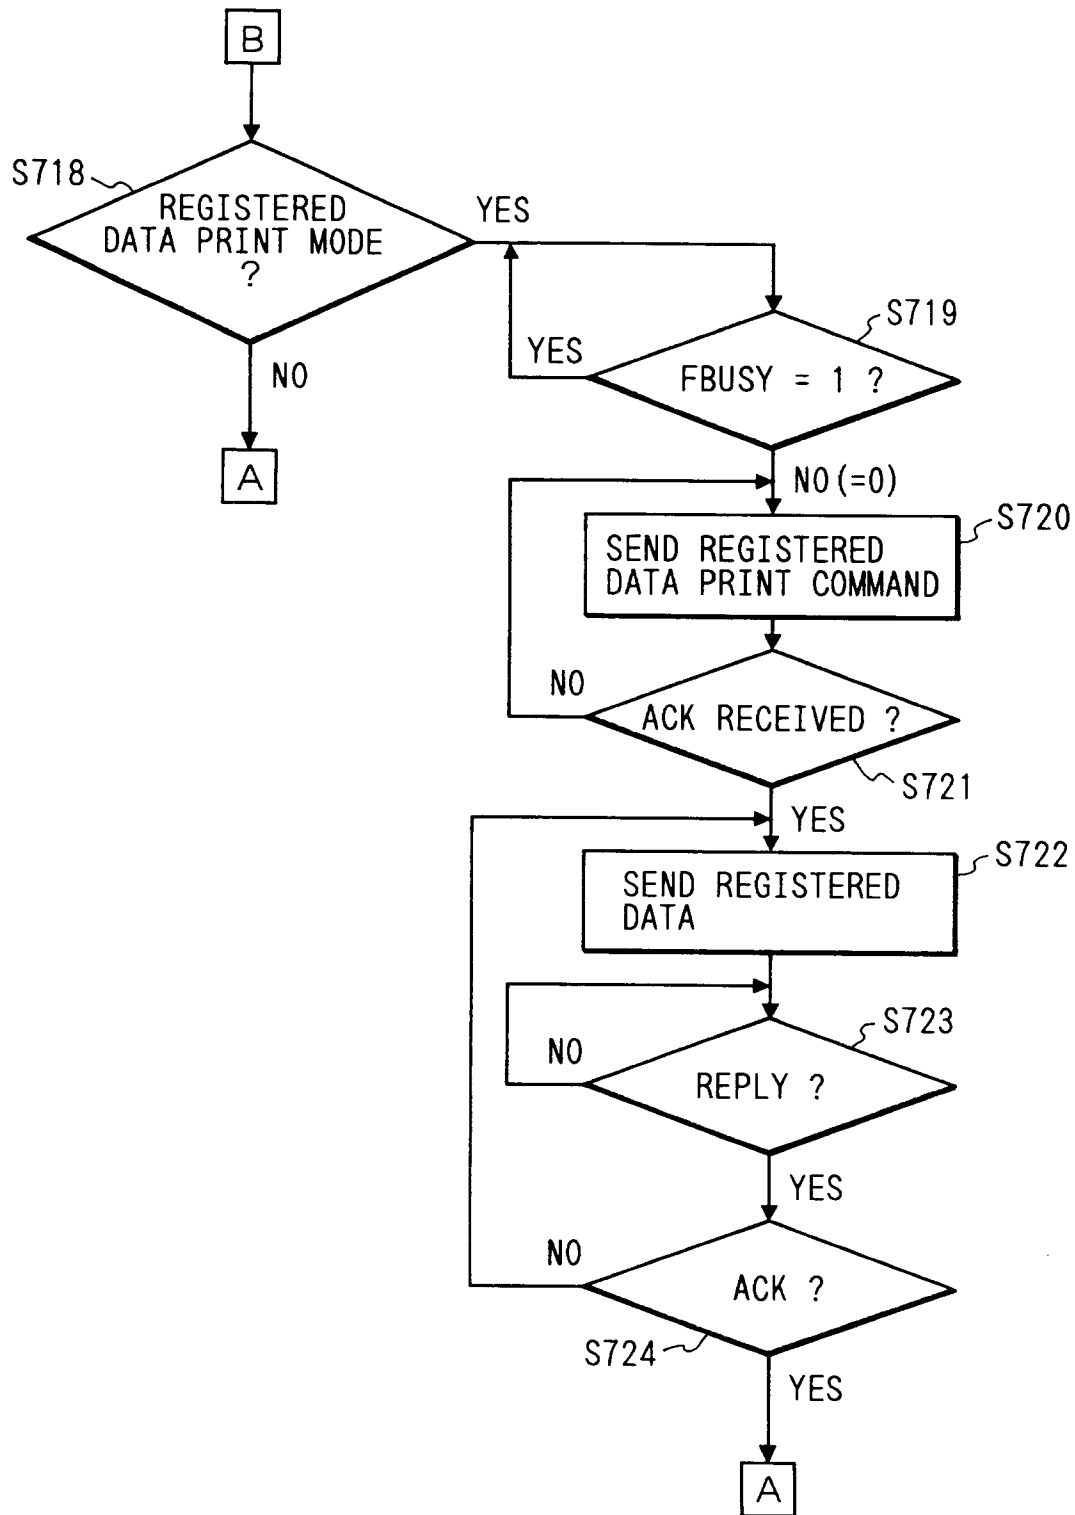 B
S718
REGISTERED
DATA PRINT MODE
?
YES
NO
A
S719
FBUSY = 1 ?
YES
NO(=0)
S720
SEND REGISTERED
DATA PRINT COMMAND
ACK RECEIVED ?
NO
S721
YES
S722
SEND REGISTERED
DATA
S723
REPLY ?
NO
YES
ACK ?
NO
S724
YES
A